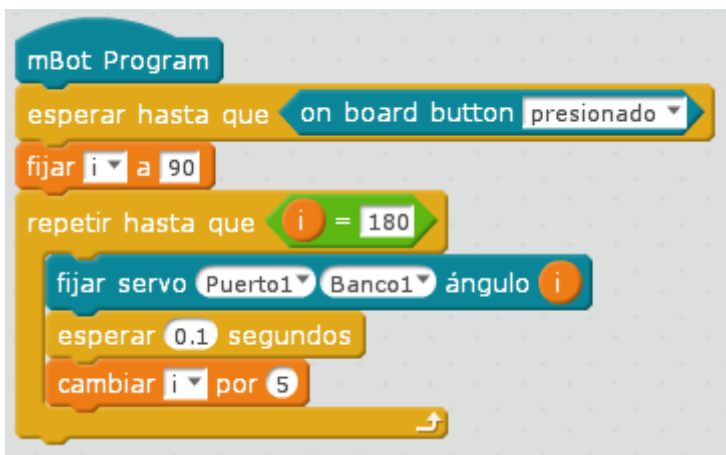 mBot Program
esperar hasta que on board button presionado
fijar i a 90
repetir hasta que i = 180
fijar servo Puerto1 Banco1 ángulo i
esperar 0.1 segundos
cambiar i por 5